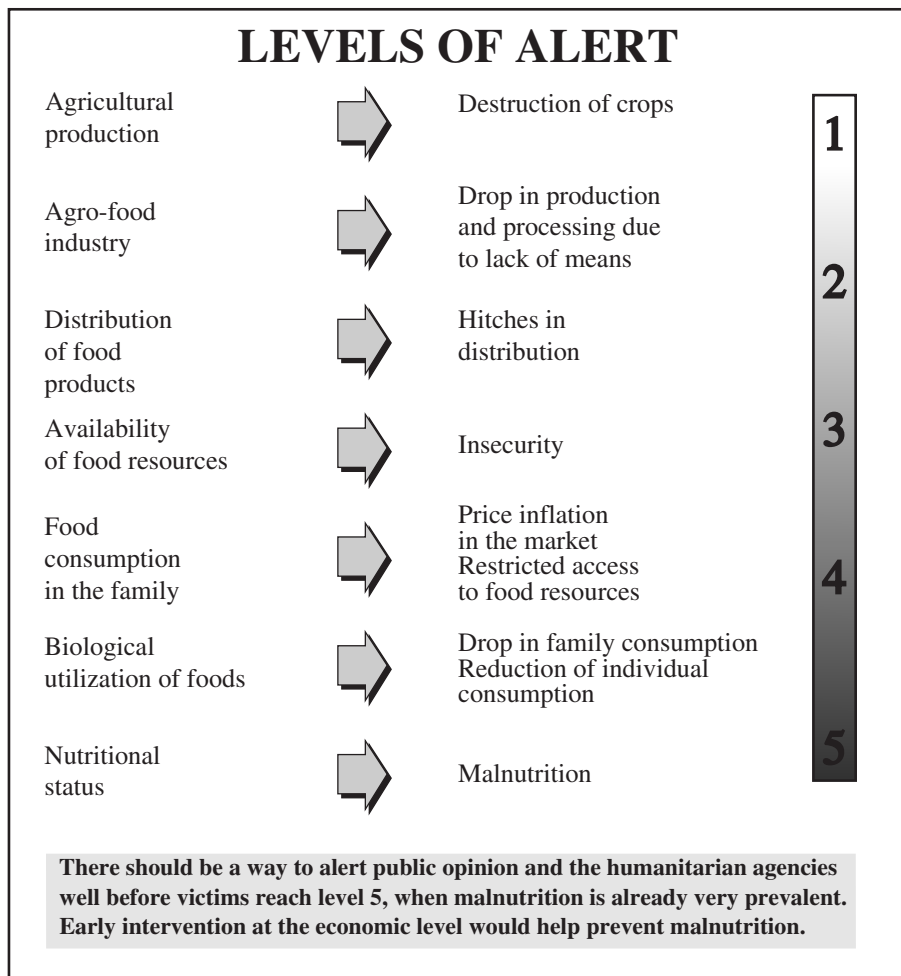 LEVELS OF ALERT
Agricultural
production
Destruction of crops
1
Agro-food
industry
Drop in production
and processing due
to lack of means
2
Distribution
of food
products
Hitches in
distribution
Availability
of food resources
Insecurity
3
Food
consumption
in the family
Price inflation
in the market
Restricted access
to food resources
4
Biological
utilization of foods
Drop in family consumption
Reduction of individual
consumption
Nutritional
status
Malnutrition
5
There should be a way to alert public opinion and the humanitarian agencies
well before victims reach level 5, when malnutrition is already very prevalent.
Early intervention at the economic level would help prevent malnutrition.